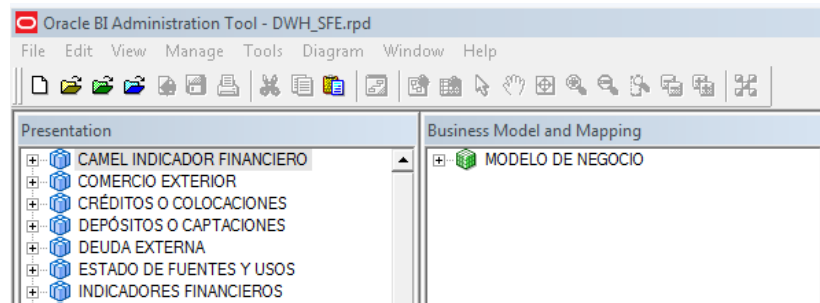 Oracle BI Administration Tool - DWH_SFE.rpd
File Edit View Manage Tools Diagram Window Help
Presentation
CAMEL INDICADOR FINANCIERO
COMERCIO EXTERIOR
CRÉDITOS O COLOCACIONES
DEPÓSITOS O CAPTACIONES
DEUDA EXTERNA
ESTADO DE FUENTES Y USOS
INDICADORES FINANCIEROS
Business Model and Mapping
MODELO DE NEGOCIO